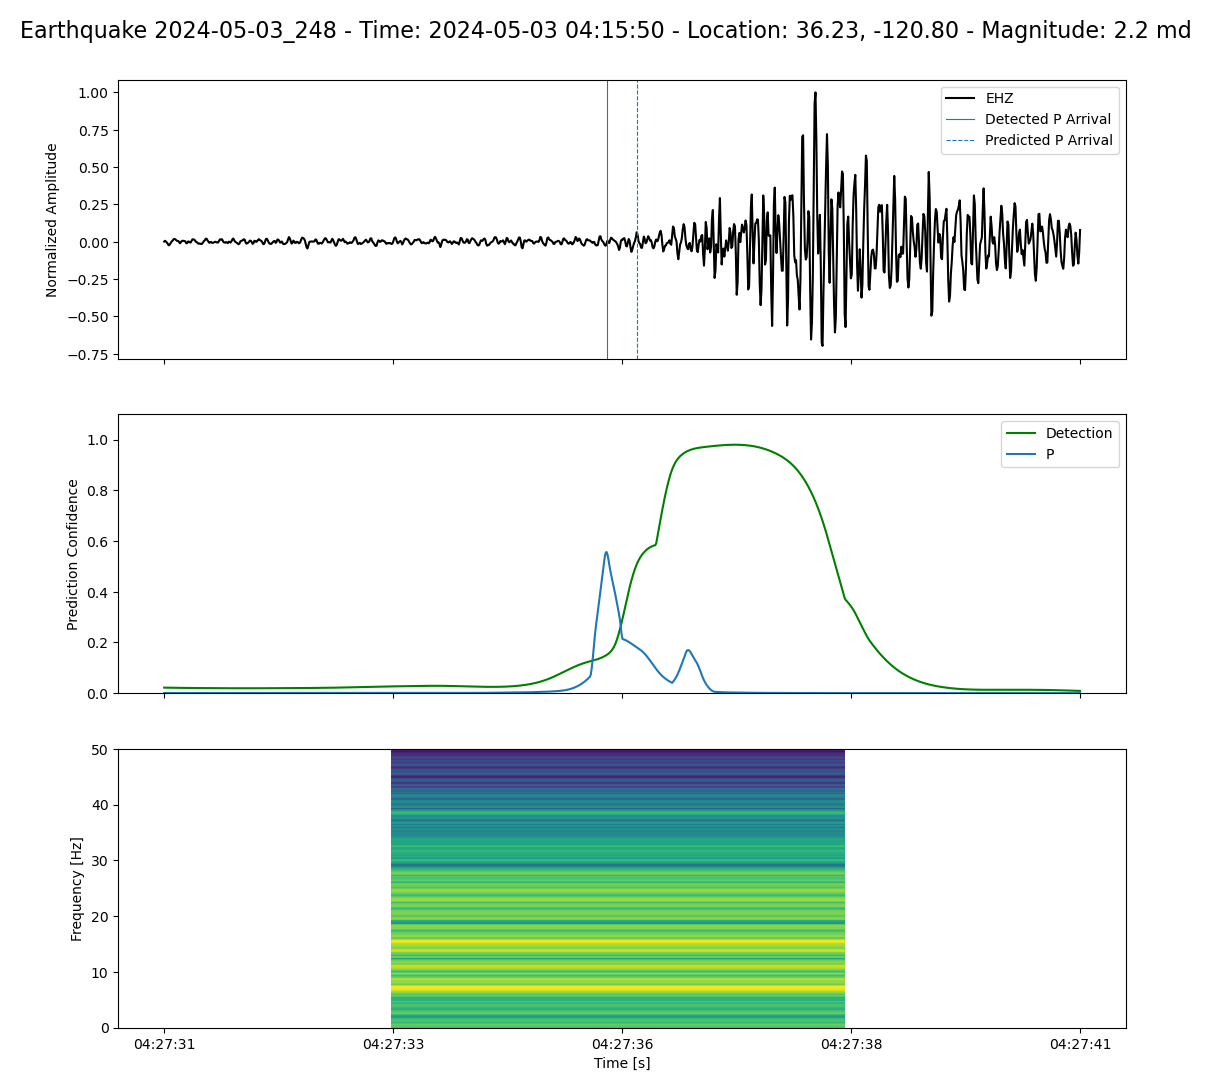 Earthquake 2024-05-03_248 - Time: 2024-05-03 04:15:50 - Location: 36.23, -120.80 - Magnitude: 2.2 md
Normalized Amplitude
1.00
0.75
0.50
0.25
0.00
−0.25
−0.50
−0.75
EHZ
Detected P Arrival
Predicted P Arrival
Prediction Confidence
1.0
0.8
0.6
0.4
0.2
0.0
Detection
P
Frequency [Hz]
50
40
30
20
10
0
04:27:31 04:27:33 04:27:36 04:27:38 04:27:41
Time [s]